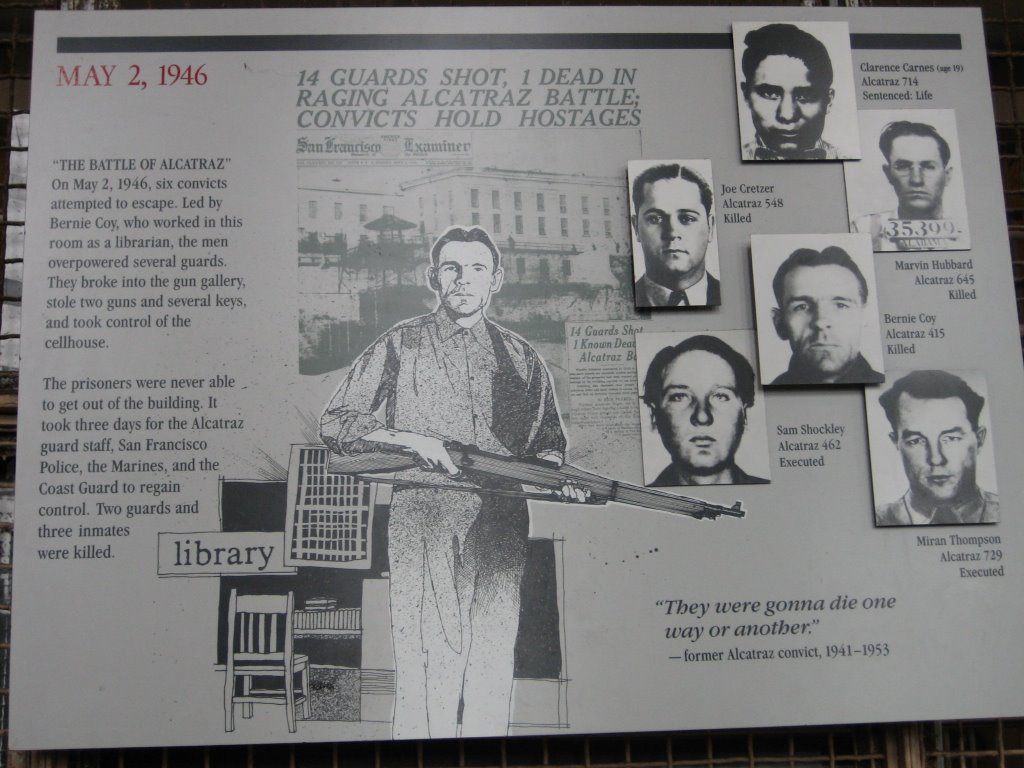 MAY 2, 1946
"THE BATTLE OF ALCATRAZ"
On May 2, 1946, six convicts
attempted to escape. Led by
Bernie Coy, who worked in this
room as a librarian, the men
overpowered several guards.
They broke into the gun gallery,
stole two guns and several keys,
and took control of the
cellhouse.
The prisoners were never able
to get out of the building. It
took three days for the Alcatraz
guard staff, San Francisco
Police, the Marines, and the
Coast Guard to regain
control. Two guards and
three inmates
were killed.
14 GUARDS SHOT, 1 DEAD IN
RAGING ALCATRAZ BATTLE;
CONVICTS HOLD HOSTAGES
San Francisco Examiner
14 Guards Shot
1 Known Dead
Alcatraz
library
Clarence Carnes (age 19)
Alcatraz 714
Sentenced: Life
Joe Cretzer
Alcatraz 548
Killed
35399
ALABAMA
Marvin Hubbard
Alcatraz 645
Killed
Bernie Coy
Alcatraz 415
Killed
Sam Shockley
Alcatraz 462
Executed
Miran Thompson
Alcatraz 729
Executed
"They were gonna die one
way or another."
—former Alcatraz convict, 1941–1953